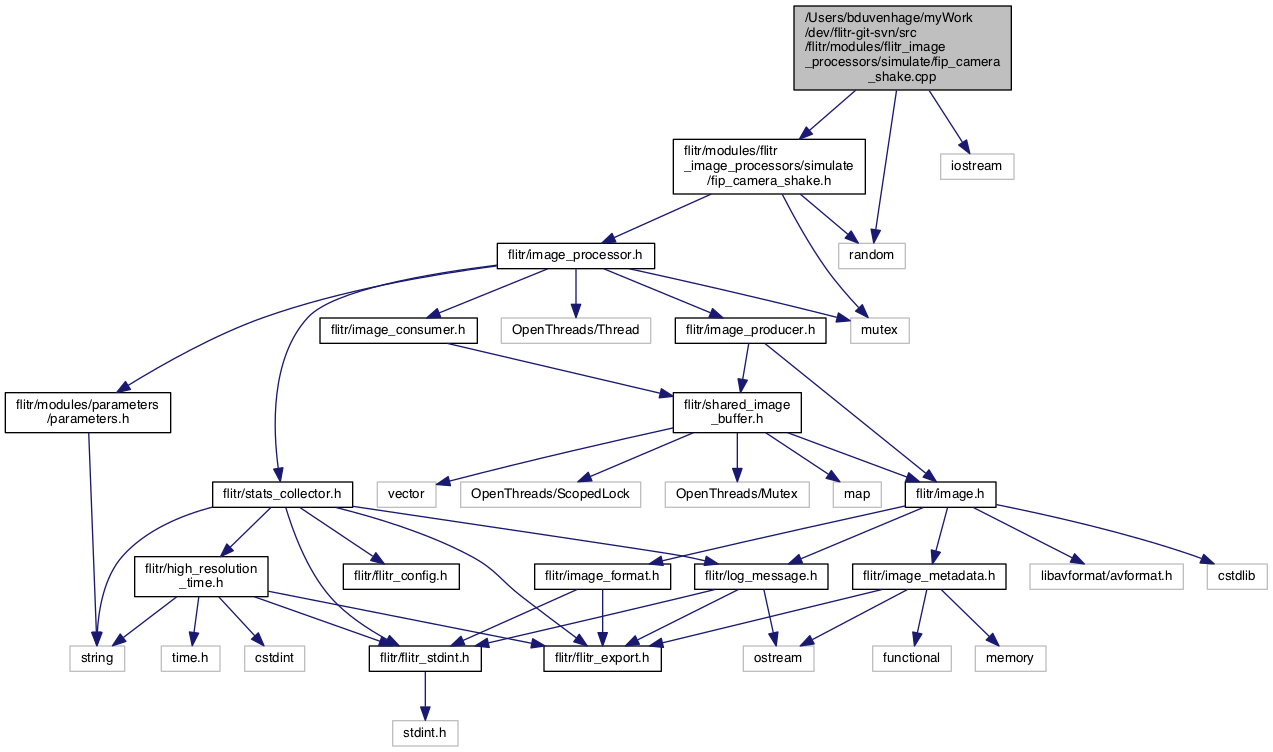 /Users/bduvenhage/myWork
/dev/flitr-git-svn/src
/flitr/modules/flitr_image
_processors/simulate/fip_camera
_shake.cpp
flitr/modules/flitr
_image_processors/simulate
/fip_camera_shake.h
iostream
flitr/image_processor.h
random
flitr/image_consumer.h
OpenThreads/Thread
flitr/image_producer.h
mutex
flitr/modules/parameters
/parameters.h
flitr/shared_image
_buffer.h
flitr/stats_collector.h
vector
OpenThreads/ScopedLock
OpenThreads/Mutex
map
flitr/image.h
flitr/high_resolution
_time.h
flitr/flitr_config.h
flitr/image_format.h
flitr/log_message.h
flitr/image_metadata.h
libavformat/avformat.h
cstdlib
string
time.h
cstdint
flitr/flitr_stdint.h
flitr/flitr_export.h
ostream
functional
memory
stdint.h